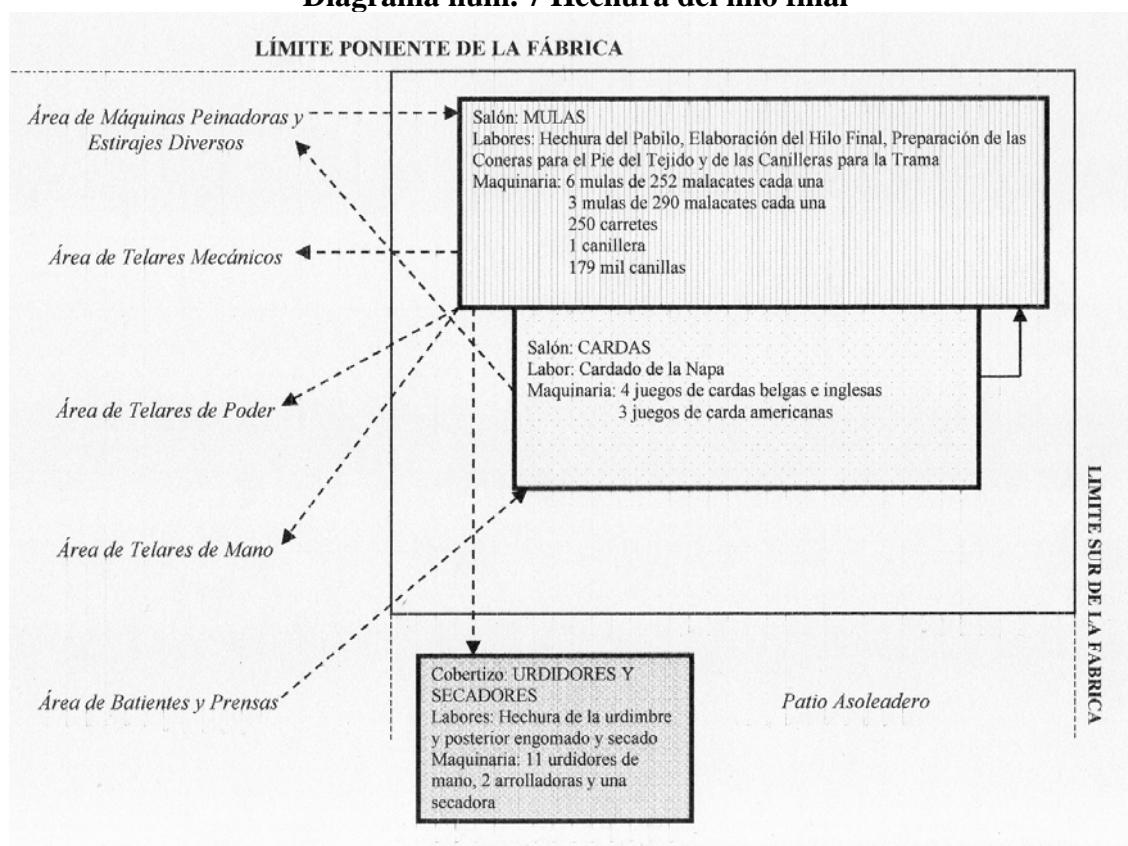 Diagrama núm. 7 Hechura del hilo final
LÍMITE PONIENTE DE LA FÁBRICA
Área de Máquinas Peinadoras y
Estirajes Diversos
Salón: MULAS
Labores: Hechura del Pabilo, Elaboración del Hilo Final, Preparación de las
Coneras para el Pie del Tejido y de las Canilleras para la Trama
Maquinaria: 6 mulas de 252 malacates cada una
3 mulas de 290 malacates cada una
250 carretes
1 canillera
179 mil canillas
Área de Telares Mecánicos
Salón: CARDAS
Labor: Cardado de la Napa
Maquinaria: 4 juegos de cardas belgas e inglesas
3 juegos de carda americanas
Área de Telares de Poder
Área de Telares de Mano
LIMITE SUR DE LA FABRICA
Área de Batientes y Prensas
Cobertizo: URDIDORES Y
SECADORES
Labores: Hechura de la urdimbre
y posterior engomado y secado
Maquinaria: 11 urdidores de
mano, 2 arrolladoras y una
secadora
Patio Asoleadero